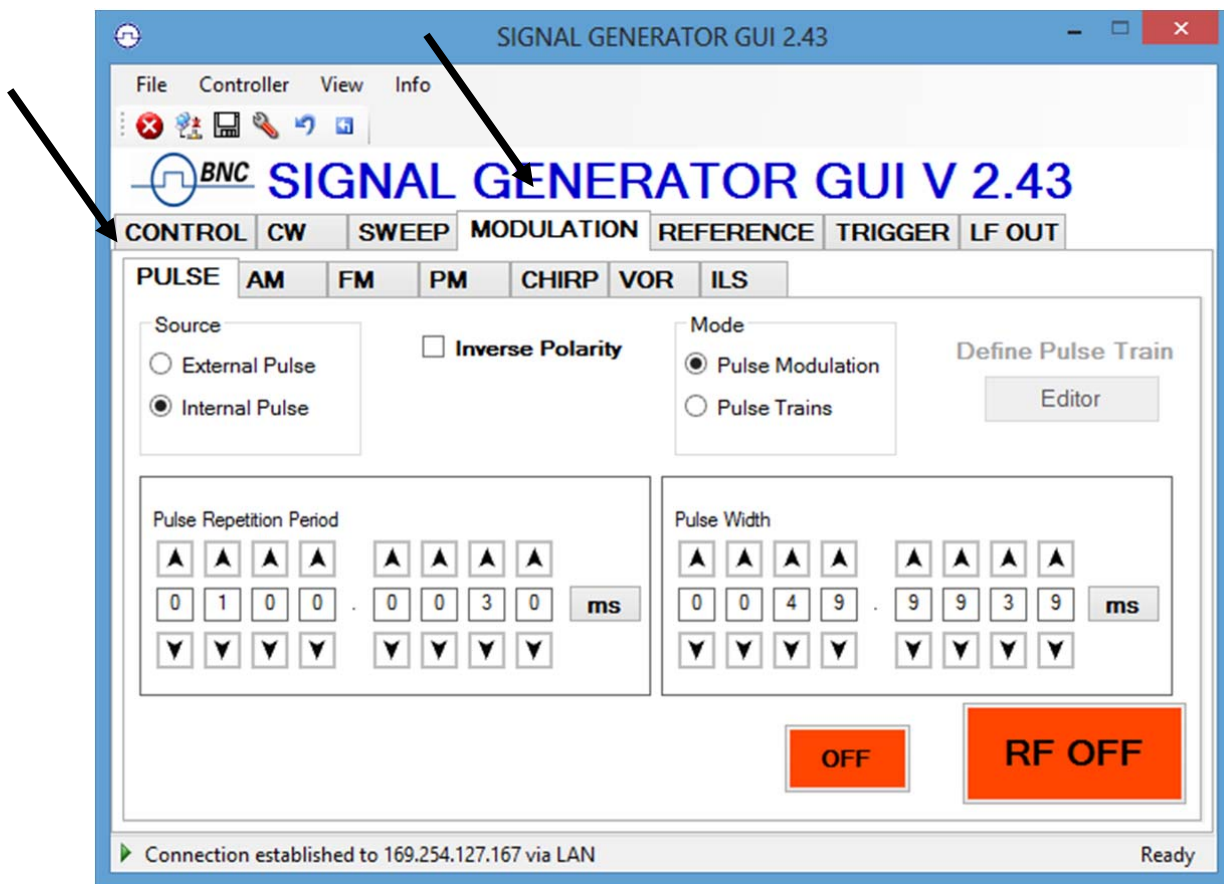 SIGNAL GENERATOR GUI 2.43
File Controller View Info
BNC SIGNAL GENERATOR GUI V 2.43
CONTROL CW SWEEP MODULATION REFERENCE TRIGGER LF OUT
PULSE AM FM PM CHIRP VOR ILS
Source
External Pulse
Internal Pulse
Inverse Polarity
Mode
Pulse Modulation
Pulse Trains
Define Pulse Train
Editor
Pulse Repetition Period
0 1 0 0 . 0 0 3 0 ms
Pulse Width
0 0 4 9 . 9 9 3 9 ms
OFF
RF OFF
Connection established to 169.254.127.167 via LAN
Ready